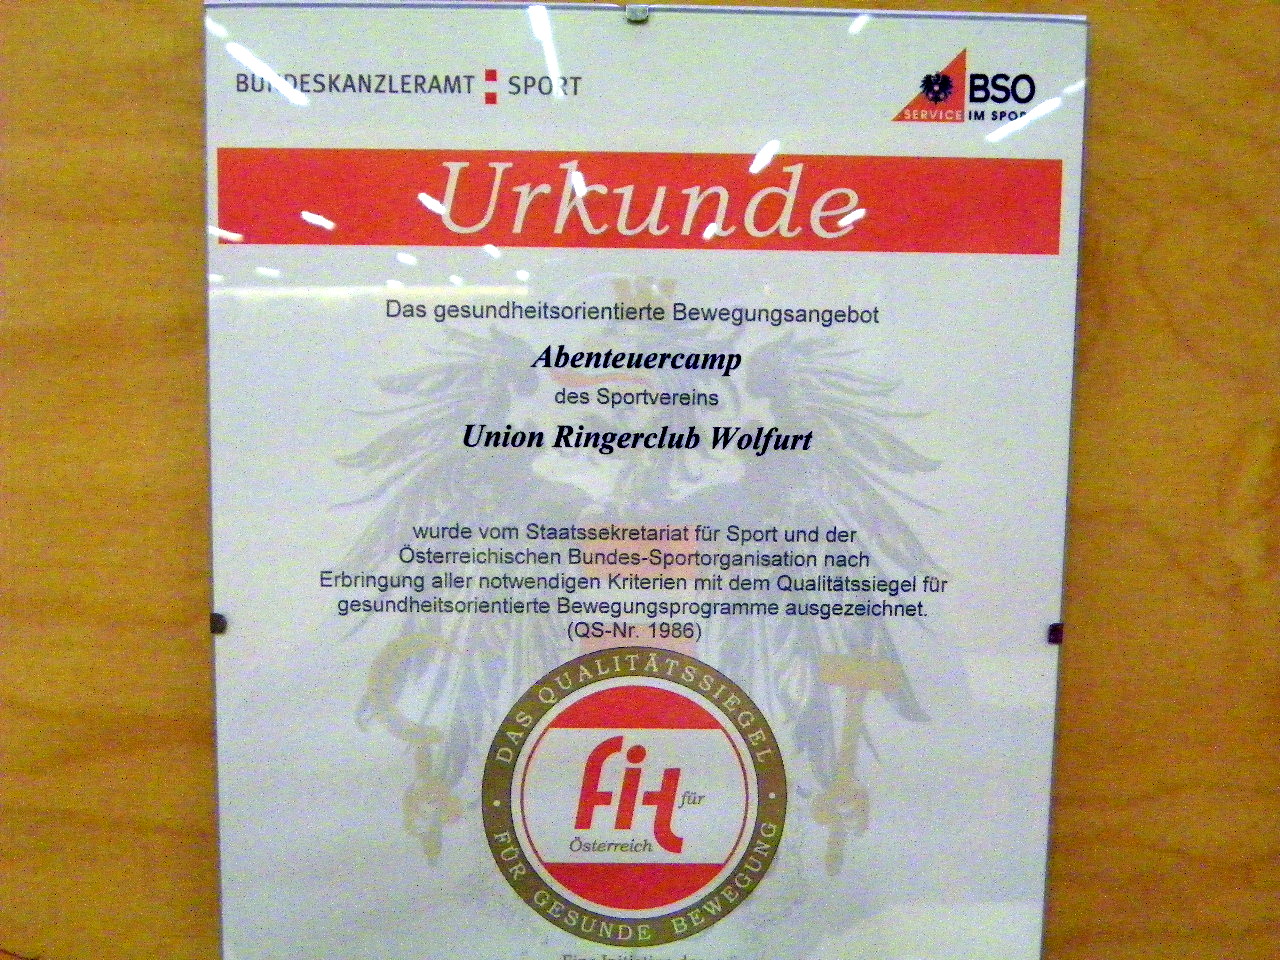 BUNDESKANZLERAMT SPORT
BSO
SERVICE IM SPORT
Urkunde
Das gesundheitsorientierte Bewegungsangebot
Abenteuercamp
des Sportvereins
Union Ringerclub Wolfurt
wurde vom Staatssekretariat für Sport und der
Österreichischen Bundes-Sportorganisation nach
Erbringung aller notwendigen Kriterien mit dem Qualitätssiegel für
gesundheitsorientierte Bewegungsprogramme ausgezeichnet.
(QS-Nr. 1986)
DAS QUALITÄTSSIEGEL
fit für
Österreich
FÜR GESUNDE BEWEGUNG
Eine Initiative